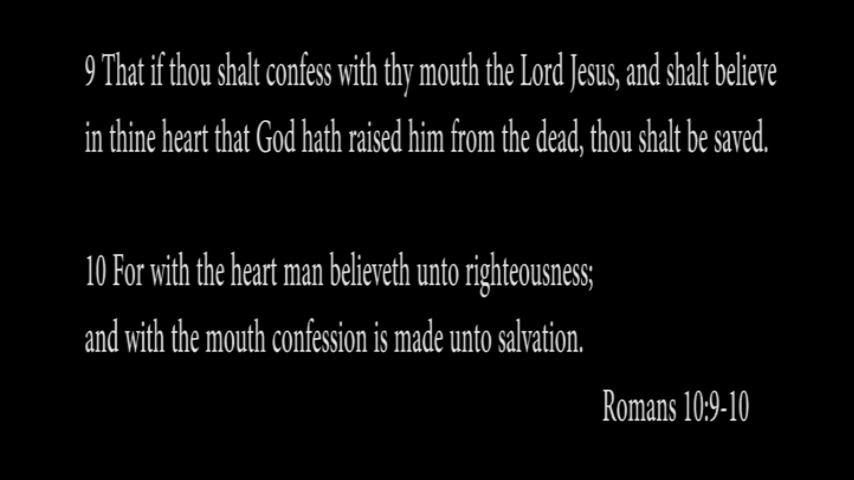 9 That if thou shalt confess with thy mouth the Lord Jesus, and shalt believe
in thine heart that God hath raised him from the dead, thou shalt be saved.
10 For with the heart man believeth unto righteousness;
and with the mouth confession is made unto salvation.
Romans 10:9-10